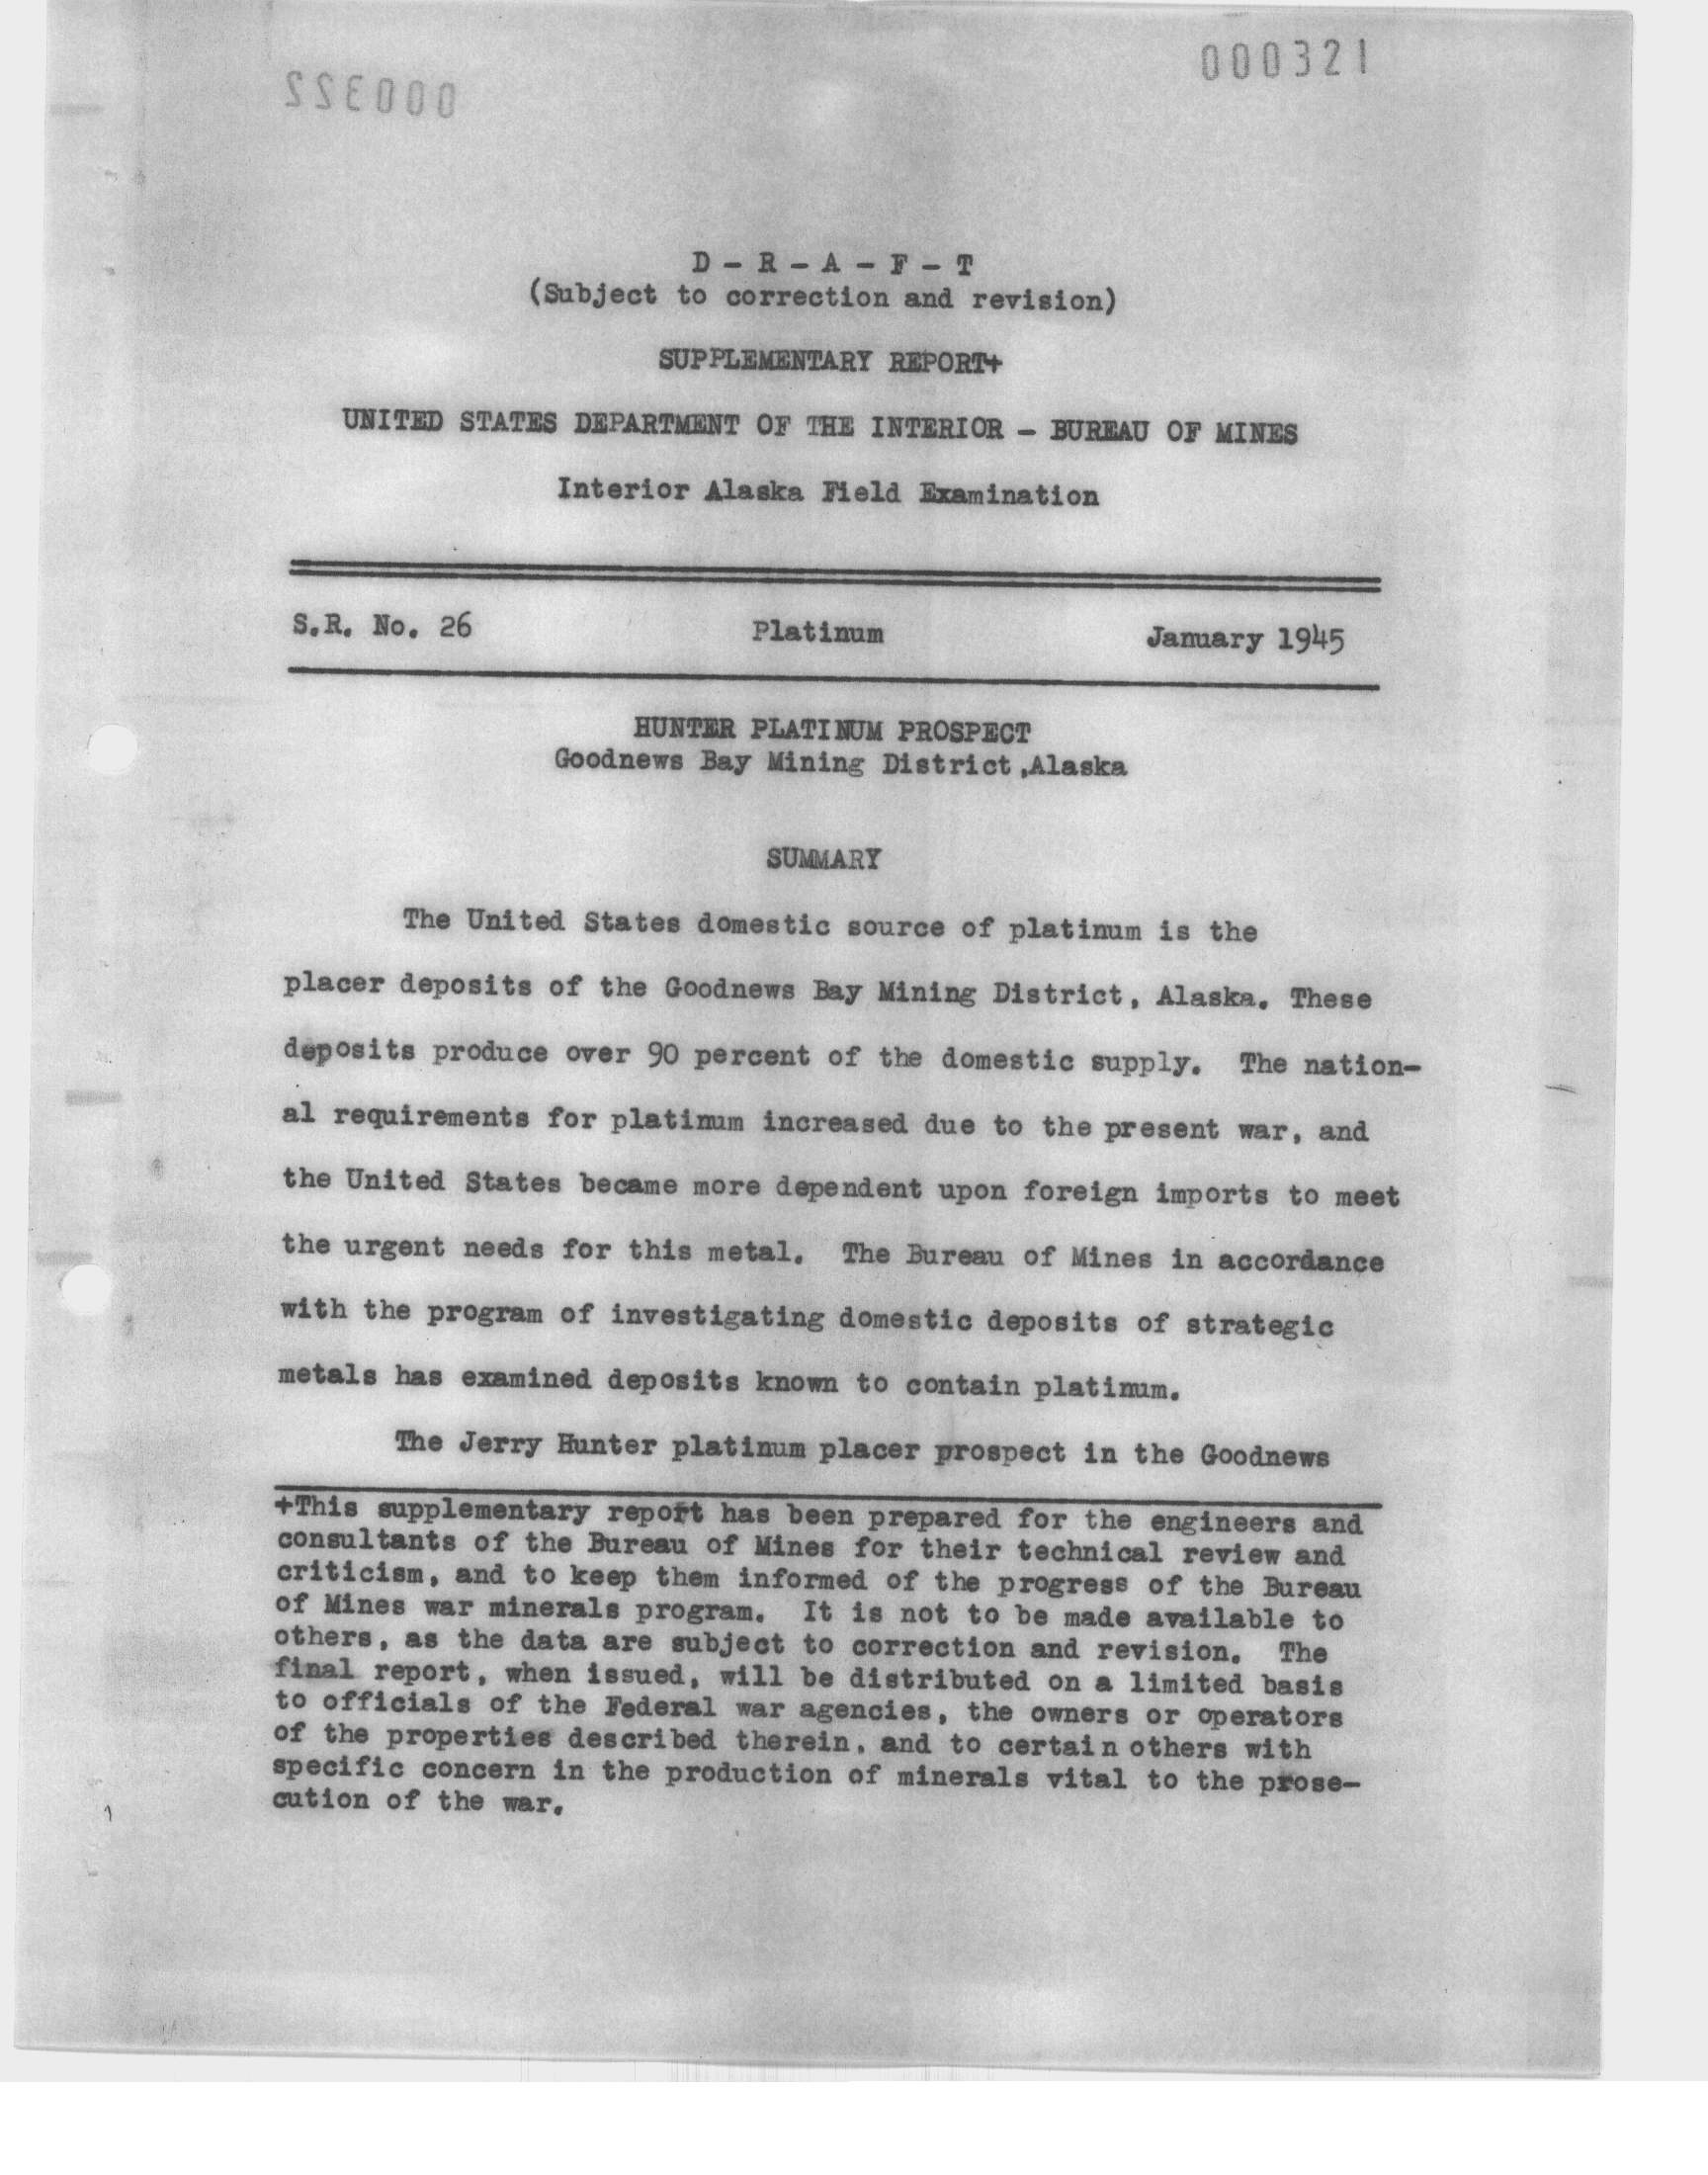 000322
000321
D - R - A - F - T
(Subject to correction and revision)
SUPPLEMENTARY REPORT+
UNITED STATES DEPARTMENT OF THE INTERIOR - BUREAU OF MINES
Interior Alaska Field Examination
S.R. No. 26 Platinum January 1945
HUNTER PLATINUM PROSPECT
Goodnews Bay Mining District,Alaska
SUMMARY
The United States domestic source of platinum is the
placer deposits of the Goodnews Bay Mining District, Alaska. These
deposits produce over 90 percent of the domestic supply. The nation-
al requirements for platinum increased due to the present war, and
the United States became more dependent upon foreign imports to meet
the urgent needs for this metal. The Bureau of Mines in accordance
with the program of investigating domestic deposits of strategic
metals has examined deposits known to contain platinum.
The Jerry Hunter platinum placer prospect in the Goodnews
+This supplementary report has been prepared for the engineers and
consultants of the Bureau of Mines for their technical review and
criticism, and to keep them informed of the progress of the Bureau
of Mines war minerals program. It is not to be made available to
others, as the data are subject to correction and revision. The
final report, when issued, will be distributed on a limited basis
to officials of the Federal war agencies, the owners or operators
of the properties described therein, and to certain others with
specific concern in the production of minerals vital to the prose-
cution of the war.